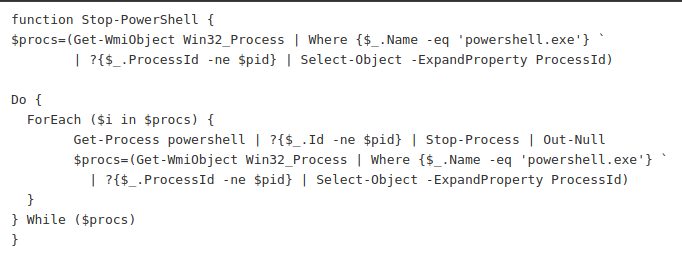 function Stop-PowerShell {
$procs=(Get-WmiObject Win32_Process | Where {$_.Name -eq 'powershell.exe'} `
        | ?{$_.ProcessId -ne $pid} | Select-Object -ExpandProperty ProcessId)

Do {
  ForEach ($i in $procs) {
        Get-Process powershell | ?{$_.Id -ne $pid} | Stop-Process | Out-Null
        $procs=(Get-WmiObject Win32_Process | Where {$_.Name -eq 'powershell.exe'} `
          | ?{$_.ProcessId -ne $pid} | Select-Object -ExpandProperty ProcessId)
  }
} While ($procs)
}